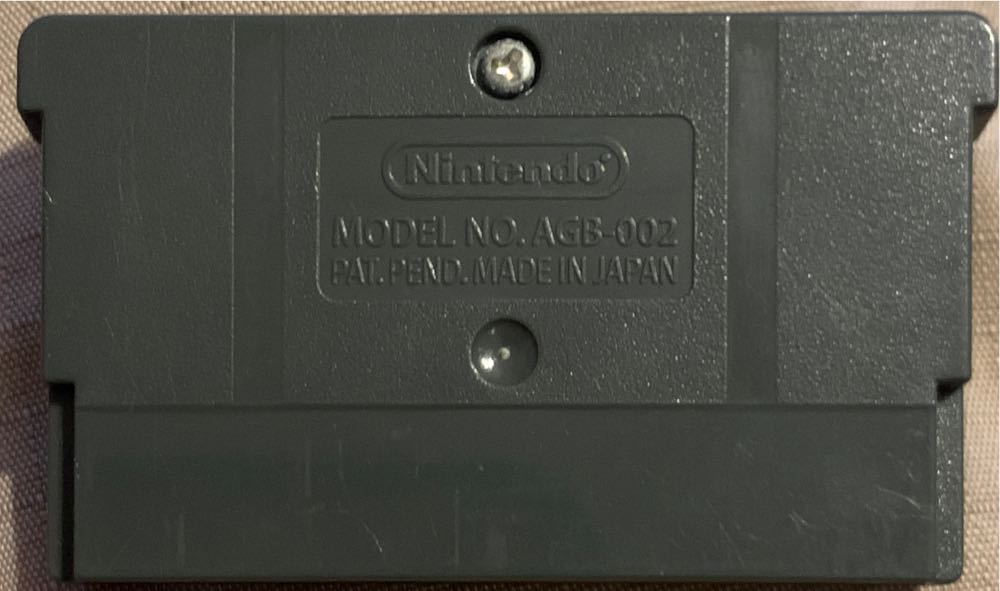 Nintendo
MODEL NO. AGB-002
PAT. PEND. MADE IN JAPAN